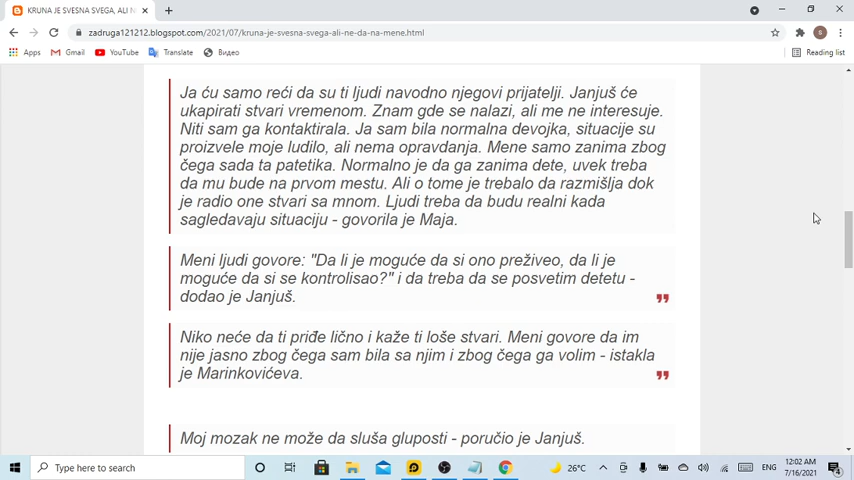 KRUNA JE SVESNA SVEGA, ALI NE
zadruga121212.blogspot.com/2021/07/kruna-je-svesna-svega-ali-ne-da-na-mene.html
S
Apps Gmail YouTube Translate Видео Reading list
Ja ću samo reći da su ti ljudi navodno njegovi prijatelji. Janjuš će
ukapirati stvari vremenom. Znam gde se nalazi, ali me ne interesuje.
Niti sam ga kontaktirala. Ja sam bila normalna devojka, situacije su
proizvele moje ludilo, ali nema opravdanja. Mene samo zanima zbog
čega sada ta patetika. Normalno je da ga zanima dete, uvek treba
da mu bude na prvom mestu. Ali o tome je trebalo da razmišlja dok
je radio one stvari sa mnom. Ljudi treba da budu realni kada
sagledavaju situaciju - govorila je Maja.
Meni ljudi govore: "Da li je moguće da si ono preživeo, da li je
moguće da si se kontrolisao?" i da treba da se posvetim detetu -
dodao je Janjuš.
Niko neće da ti priđe lično i kaže ti loše stvari. Meni govore da im
nije jasno zbog čega sam bila sa njim i zbog čega ga volim - istakla
je Marinkovićeva.
Moj mozak ne može da sluša gluposti - poručio je Janjuš.
Type here to search
26°C
ENG
12:02 AM
7/16/2021
4